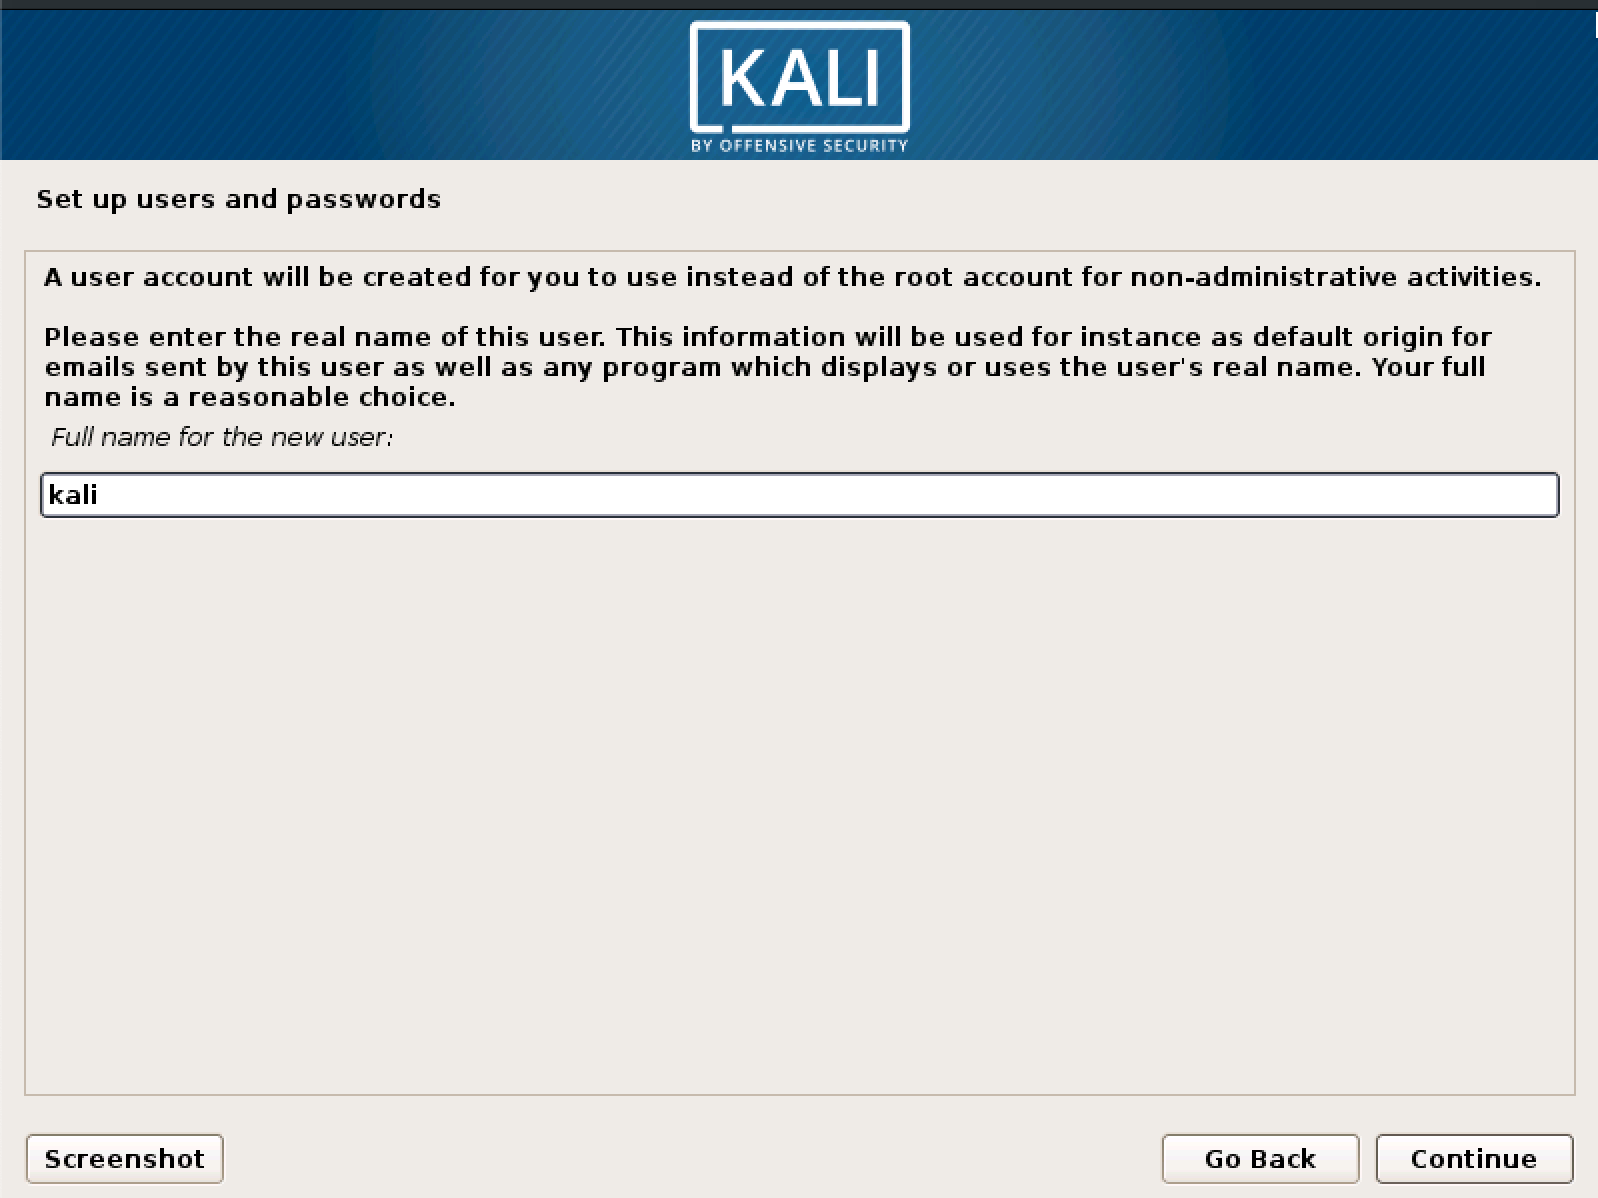 KALI
BY OFFENSIVE SECURITY
Set up users and passwords
A user account will be created for you to use instead of the root account for non-administrative activities.
Please enter the real name of this user. This information will be used for instance as default origin for
emails sent by this user as well as any program which displays or uses the user's real name. Your full
name is a reasonable choice.
Full name for the new user:
kali
Screenshot
Go Back
Continue